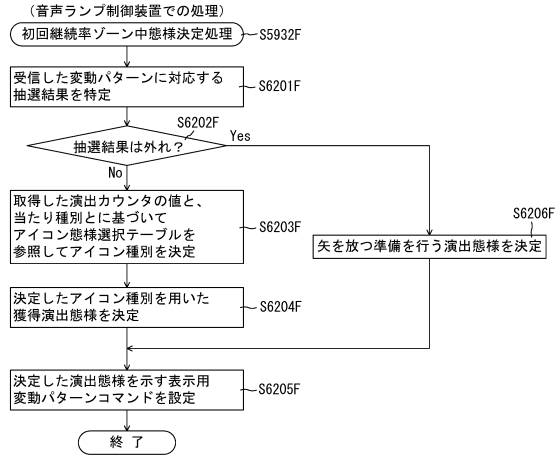 (音声ランプ制御装置での処理)
初回継続率ゾーン中態様決定処理
S5932F
受信した変動パターンに対応する
抽選結果を特定
S6201F
S6202F
抽選結果は外れ?
Yes
No
取得した演出カウンタの値と、
当たり種別とに基づいて
アイコン態様選択テーブルを
参照してアイコン種別を決定
S6203F
S6206F
矢を放つ準備を行う演出態様を決定
決定したアイコン種別を用いた
獲得演出態様を決定
S6204F
決定した演出態様を示す表示用
変動パターンコマンドを設定
S6205F
終 了